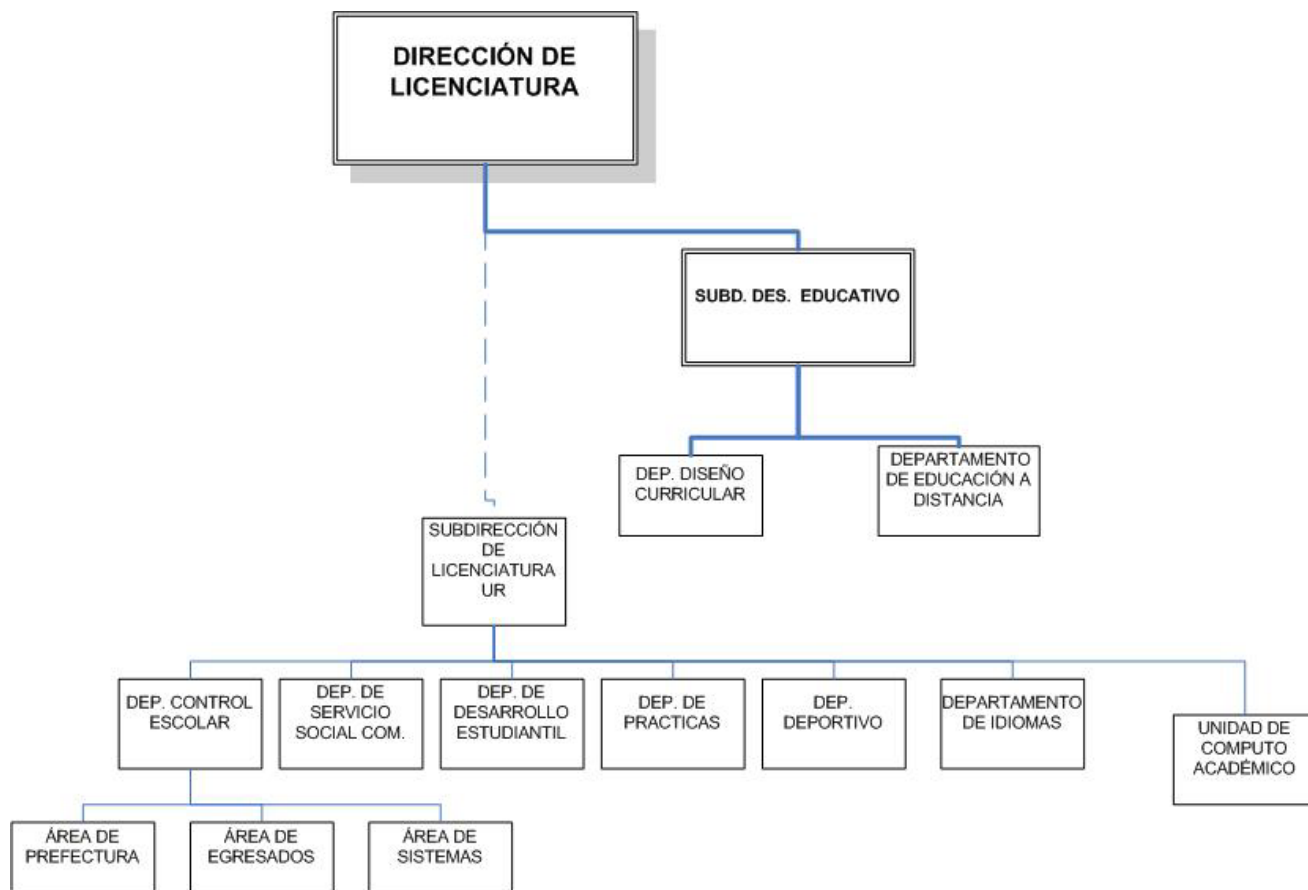 DIRECCIÓN DE
LICENCIATURA
SUBD. DES. EDUCATIVO
DEP. DISEÑO
CURRICULAR
DEPARTAMENTO
DE EDUCACIÓN A
DISTANCIA
SUBDIRECCIÓN
DE
LICENCIATURA
UR
DEP. CONTROL
ESCOLAR
DEP. DE
SERVICIO
SOCIAL COM.
DEP. DE
DESARROLLO
ESTUDIANTIL
DEP. DE
PRACTICAS
DEP.
DEPORTIVO
DEPARTAMENTO
DE IDIOMAS
UNIDAD DE
COMPUTO
ACADÉMICO
ÁREA DE
PREFECTURA
ÁREA DE
EGRESADOS
ÁREA DE
SISTEMAS